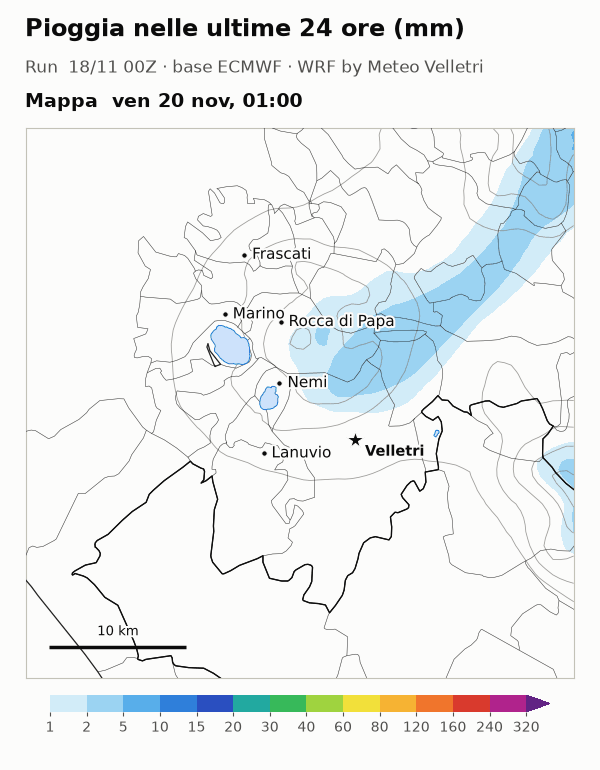 Pioggia nelle ultime 24 ore (mm)
Run  18/11 00Z · base ECMWF · WRF by Meteo Velletri
Mappa  ven 20 nov, 01:00
Frascati
Marino
Rocca di Papa
Nemi
Velletri
Lanuvio
10 km
1 2 5 10 15 20 30 40 60 80 120 160 240 320